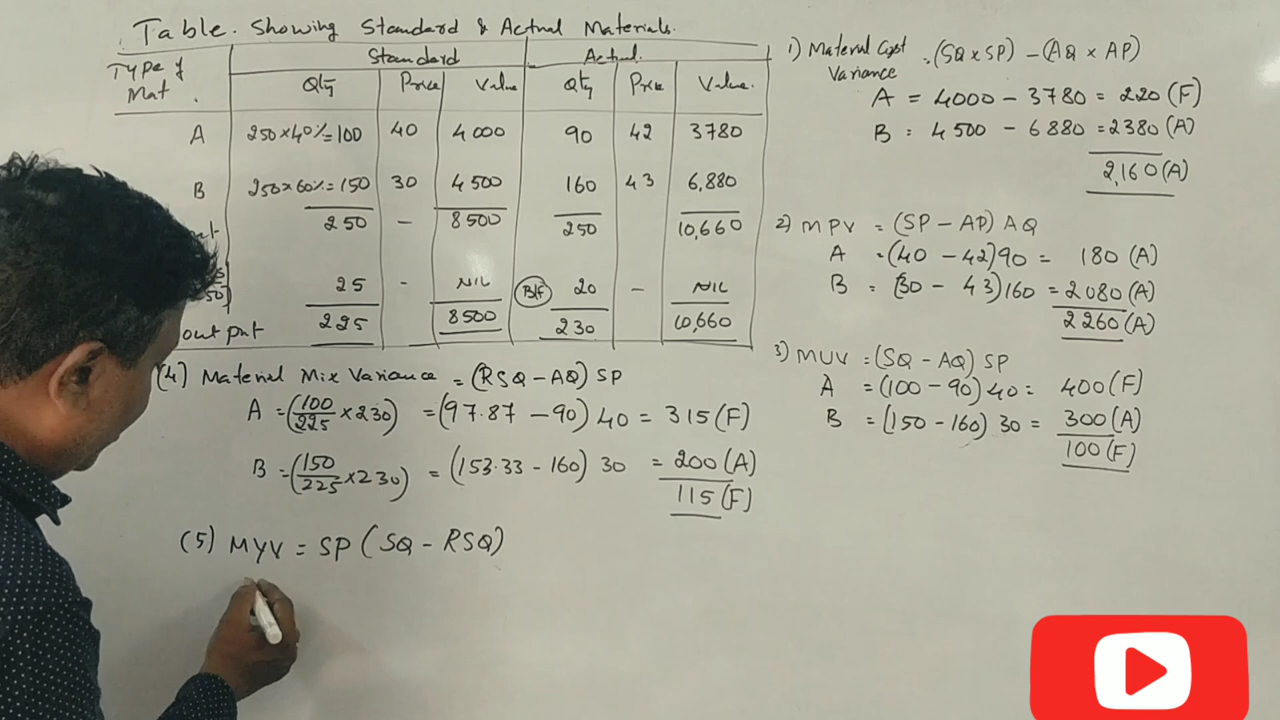 Table. Showing Standard & Actual Materials.
Type of Mat. Standard Actual.
Qty Price Value Qty Price Value.
A 250×40%=100 40 4000 90 42 3780
B 250×60%=150 30 4500 160 43 6,880
250 – 8500 250 10,660
25 - NIL B/F 20 – NIL
output 225 8500 230 10,660
1) Material Cost Variance = (SQ×SP) – (AQ × AP)
A = 4000 – 3780 = 220 (F)
B = 4500 – 6880 = 2380 (A)
2,160 (A)
2) MPV = (SP – AP) AQ
A = (40 – 42) 90 = 180 (A)
B = (30 – 43) 160 = 2080 (A)
2260 (A)
3) MUV = (SQ – AQ) SP
A = (100 – 90) 40 = 400 (F)
B = (150 – 160) 30 = 300 (A)
100 (F)
(4) Material Mix Variance = (RSQ – AQ) SP
A = (100/225 × 230) = (97.87 – 90) 40 = 315 (F)
B = (150/225 × 230) = (153.33 – 160) 30 = 200 (A)
115 (F)
(5) MYV = SP (SQ – RSQ)